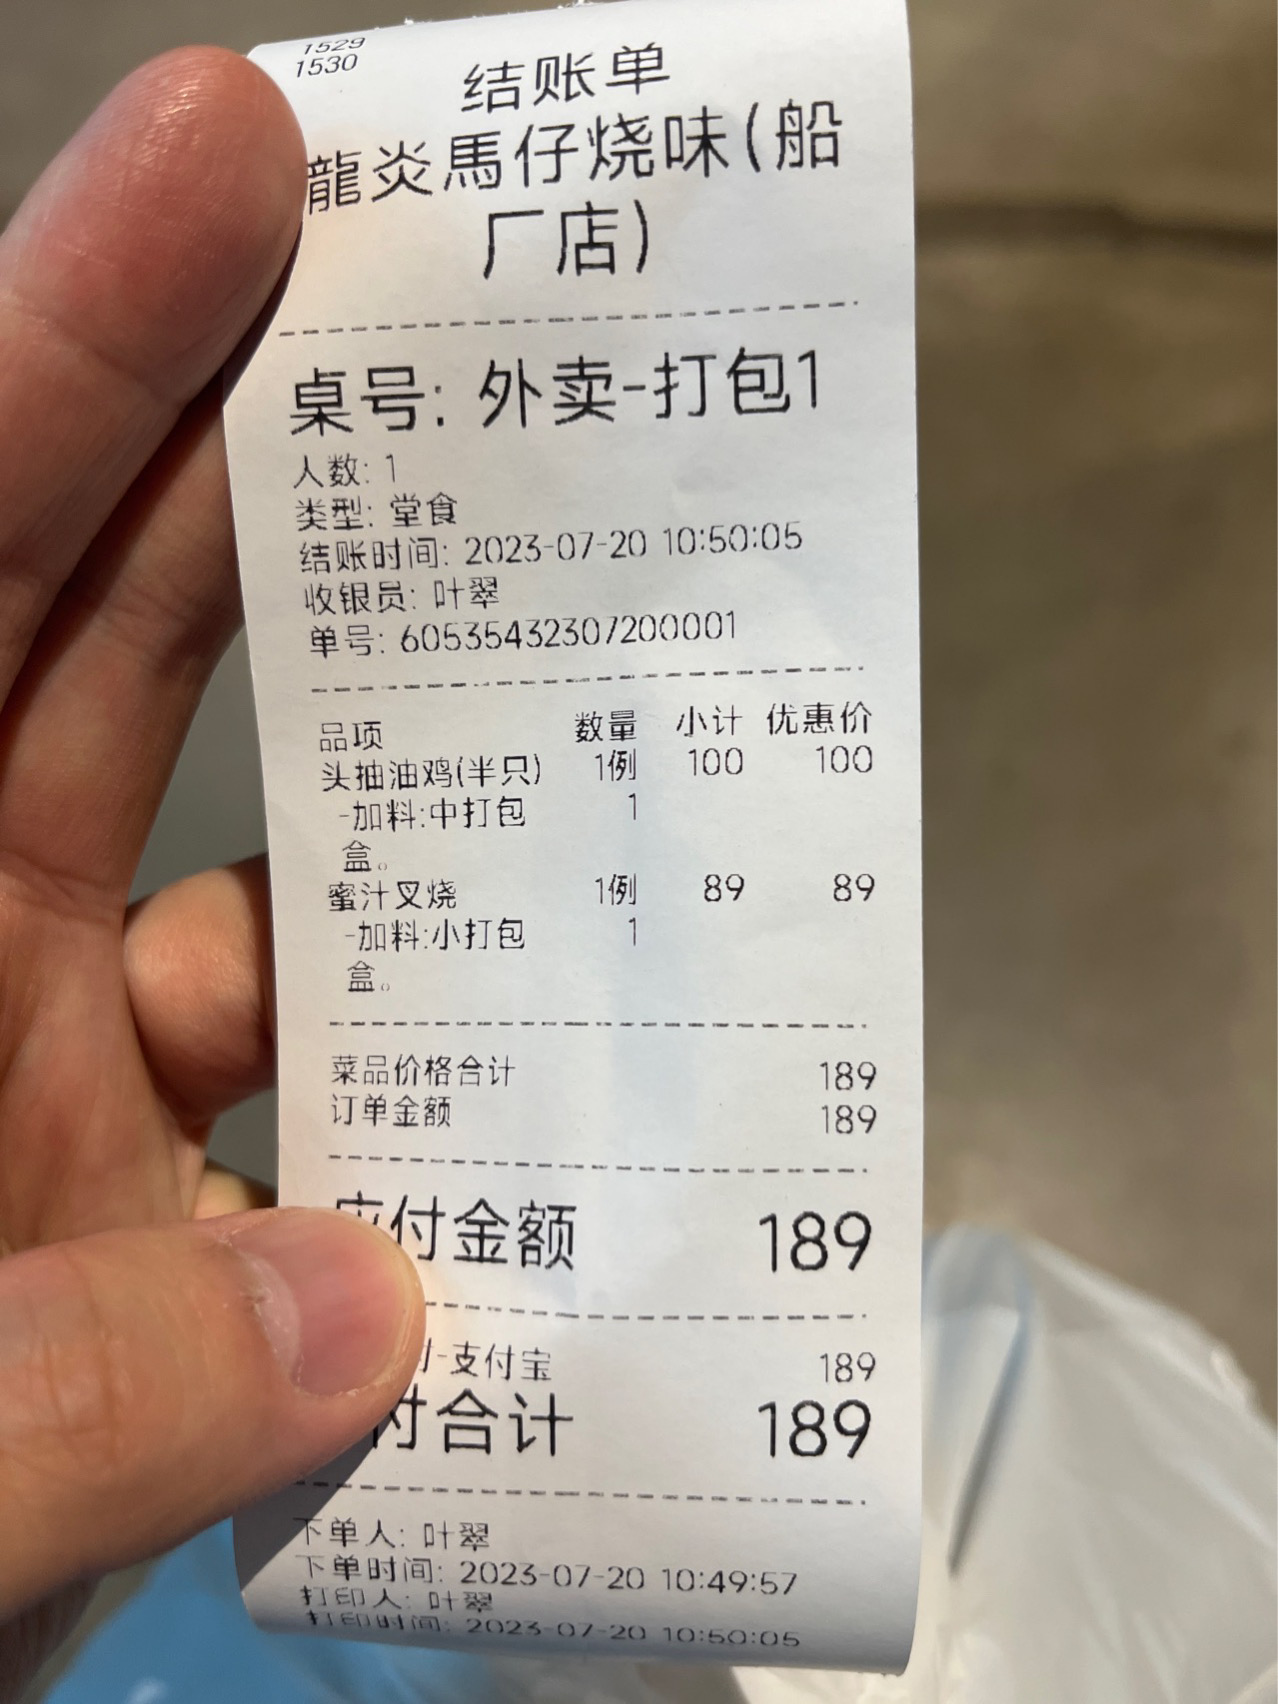 1529
1530
结账单
龍炎馬仔烧味(船
厂店)
桌号: 外卖-打包1
人数: 1
类型: 堂食
结账时间: 2023-07-20 10:50:05
收银员: 叶翠
单号: 60535432307200001
品项 数量 小计 优惠价
头抽油鸡(半只) 1例 100 100
-加料:中打包 1
盒。
蜜汁叉烧 1例 89 89
-加料:小打包 1
盒。
菜品价格合计 189
订单金额 189
应付金额 189
-支付宝 189
付合计 189
下单人: 叶翠
下单时间: 2023-07-20 10:49:57
打印人: 叶翠
打印时间: 2023-07-20 10:50:05